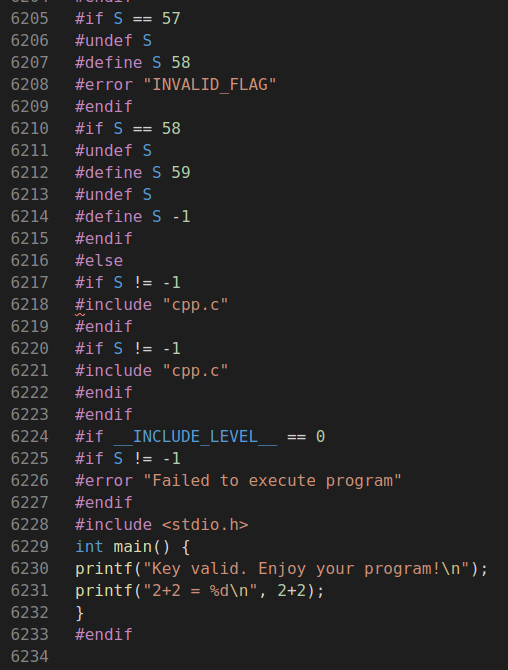 6205 #if S == 57
6206 #undef S
6207 #define S 58
6208 #error "INVALID_FLAG"
6209 #endif
6210 #if S == 58
6211 #undef S
6212 #define S 59
6213 #undef S
6214 #define S -1
6215 #endif
6216 #else
6217 #if S != -1
6218 #include "cpp.c"
6219 #endif
6220 #if S != -1
6221 #include "cpp.c"
6222 #endif
6223 #endif
6224 #if __INCLUDE_LEVEL__ == 0
6225 #if S != -1
6226 #error "Failed to execute program"
6227 #endif
6228 #include <stdio.h>
6229 int main() {
6230 printf("Key valid. Enjoy your program!\n");
6231 printf("2+2 = %d\n", 2+2);
6232 }
6233 #endif
6234